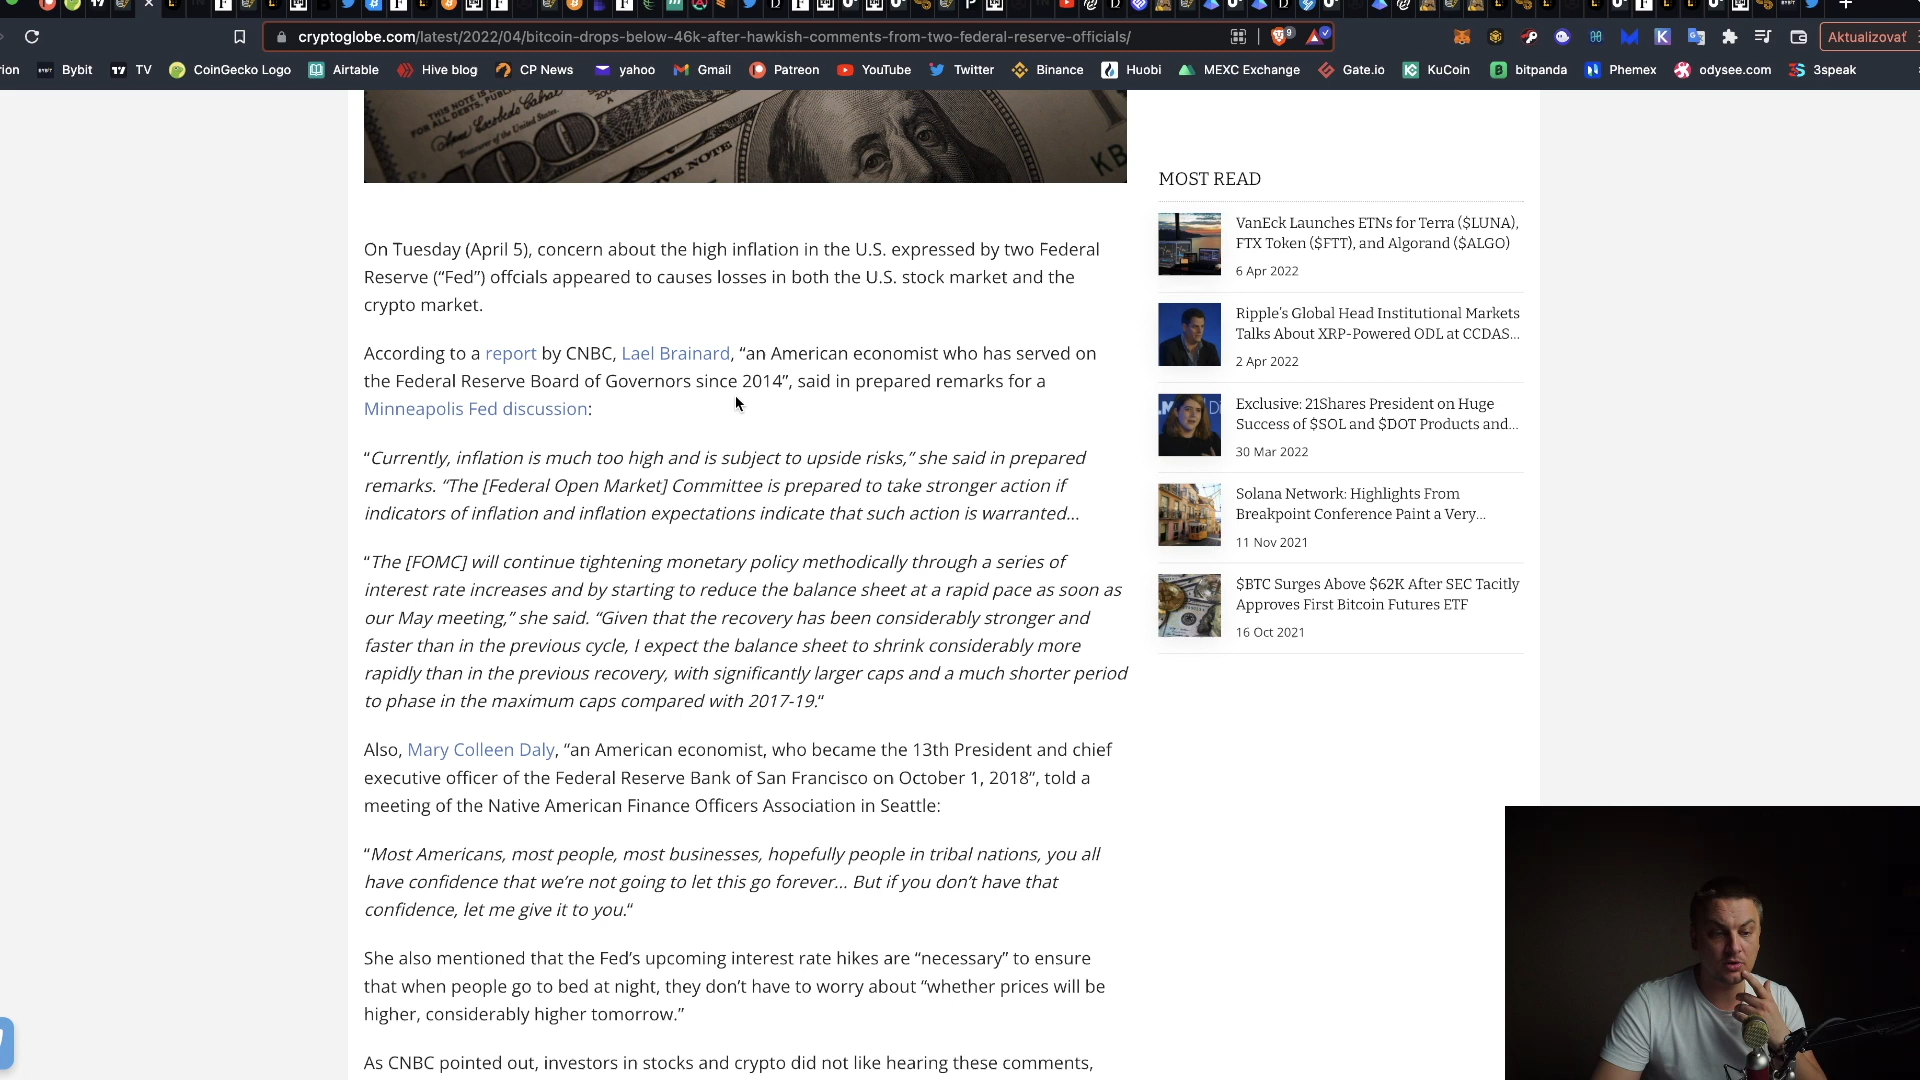 cryptoglobe.com/latest/2022/04/bitcoin-drops-below-46k-after-hawkish-comments-from-two-federal-reserve-officials/
9
Aktualizovať
Bybit TV CoinGecko Logo Airtable Hive blog CP News yahoo Gmail Patreon YouTube Twitter Binance Huobi MEXC Exchange Gate.io KuCoin bitpanda Phemex odysee.com 3speak
THIS NOTE IS
100
KB
On Tuesday (April 5), concern about the high inflation in the U.S. expressed by two Federal
Reserve (“Fed”) offcials appeared to causes losses in both the U.S. stock market and the
crypto market.
According to a report by CNBC, Lael Brainard, “an American economist who has served on
the Federal Reserve Board of Governors since 2014”, said in prepared remarks for a
Minneapolis Fed discussion:
“Currently, inflation is much too high and is subject to upside risks,” she said in prepared
remarks. “The [Federal Open Market] Committee is prepared to take stronger action if
indicators of inflation and inflation expectations indicate that such action is warranted…
“The [FOMC] will continue tightening monetary policy methodically through a series of
interest rate increases and by starting to reduce the balance sheet at a rapid pace as soon as
our May meeting,” she said. “Given that the recovery has been considerably stronger and
faster than in the previous cycle, I expect the balance sheet to shrink considerably more
rapidly than in the previous recovery, with significantly larger caps and a much shorter period
to phase in the maximum caps compared with 2017-19.“
Also, Mary Colleen Daly, “an American economist, who became the 13th President and chief
executive officer of the Federal Reserve Bank of San Francisco on October 1, 2018”, told a
meeting of the Native American Finance Officers Association in Seattle:
“Most Americans, most people, most businesses, hopefully people in tribal nations, you all
have confidence that we’re not going to let this go forever… But if you don’t have that
confidence, let me give it to you.“
She also mentioned that the Fed’s upcoming interest rate hikes are “necessary” to ensure
that when people go to bed at night, they don’t have to worry about “whether prices will be
higher, considerably higher tomorrow.”
As CNBC pointed out, investors in stocks and crypto did not like hearing these comments,
MOST READ
VanEck Launches ETNs for Terra ($LUNA),
FTX Token ($FTT), and Algorand ($ALGO)
6 Apr 2022
Ripple’s Global Head Institutional Markets
Talks About XRP-Powered ODL at CCDAS...
2 Apr 2022
Exclusive: 21Shares President on Huge
Success of $SOL and $DOT Products and...
30 Mar 2022
Solana Network: Highlights From
Breakpoint Conference Paint a Very...
11 Nov 2021
$BTC Surges Above $62K After SEC Tacitly
Approves First Bitcoin Futures ETF
16 Oct 2021